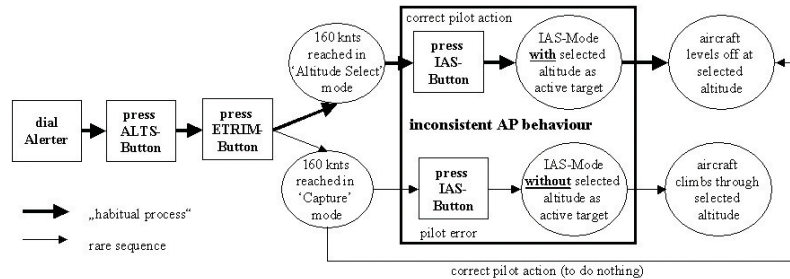 dial
Alerter
press
ALTS-
Button
press
ETRIM-
Button
160 knts
reached in
‘Altitude Select’
mode
correct pilot action
press
IAS-
Button
IAS-Mode
with selected
altitude as
active target
aircraft
levels off at
selected
altitude
inconsistent AP behaviour
160 knts
reached in
‘Capture’
mode
press
IAS-
Button
IAS-Mode
without selected
altitude as
active target
aircraft
climbs through
selected
altitude
pilot error
„habitual process“
rare sequence
correct pilot action (to do nothing)